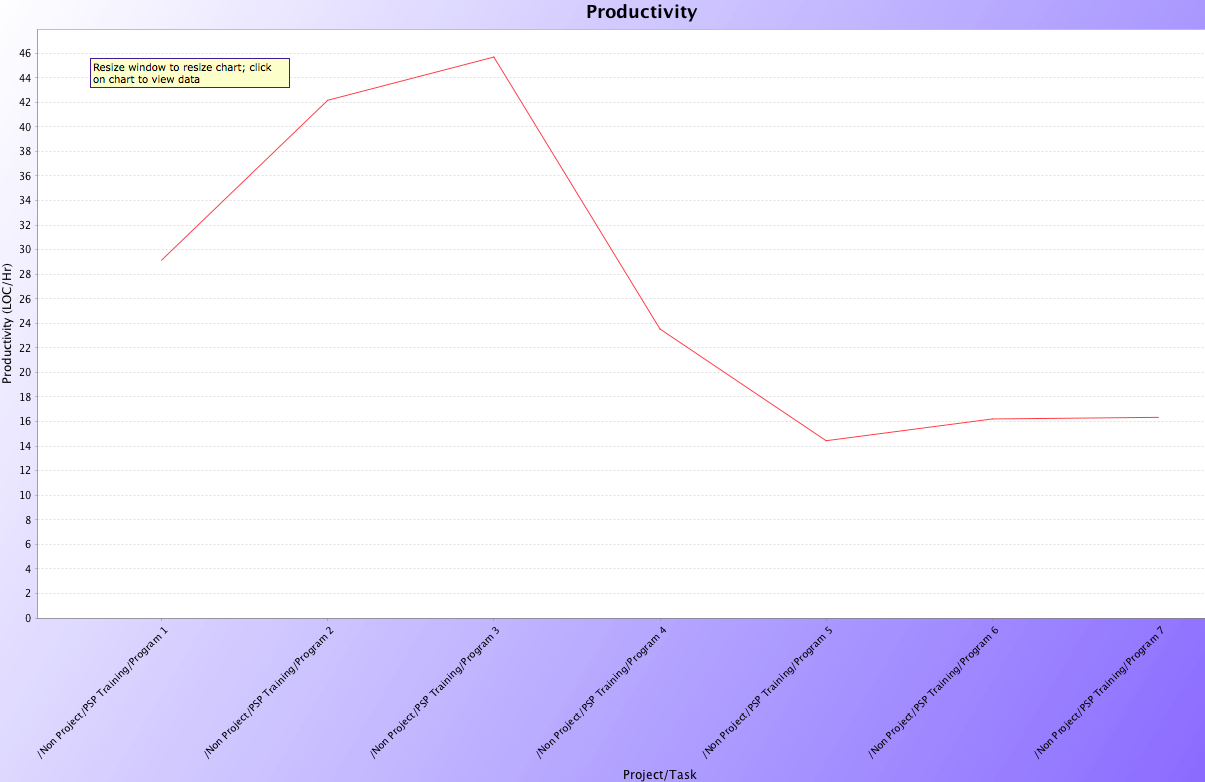 Productivity
Resize window to resize chart; click
on chart to view data
Productivity (LOC/Hr)
46
44
42
40
38
36
34
32
30
28
26
24
22
20
18
16
14
12
10
8
6
4
2
0
/Non Project/PSP Training/Program 1
/Non Project/PSP Training/Program 2
/Non Project/PSP Training/Program 3
/Non Project/PSP Training/Program 4
/Non Project/PSP Training/Program 5
/Non Project/PSP Training/Program 6
/Non Project/PSP Training/Program 7
Project/Task